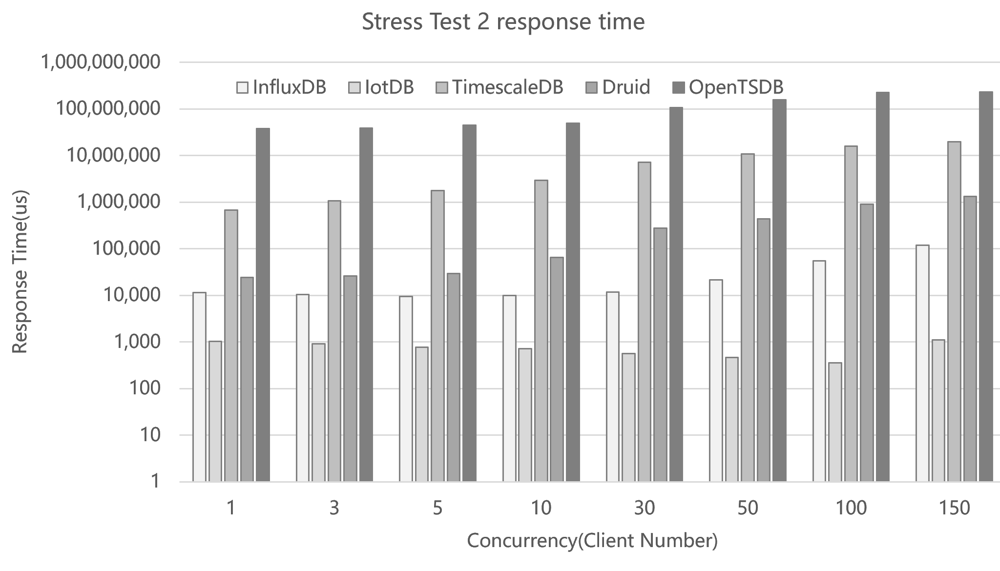 Stress Test 2 response time
1,000,000,000
InfluxDB IotDB TimescaleDB Druid OpenTSDB
100,000,000
10,000,000
1,000,000
100,000
10,000
1,000
100
10
1
Response Time(us)
1 3 5 10 30 50 100 150
Concurrency(Client Number)